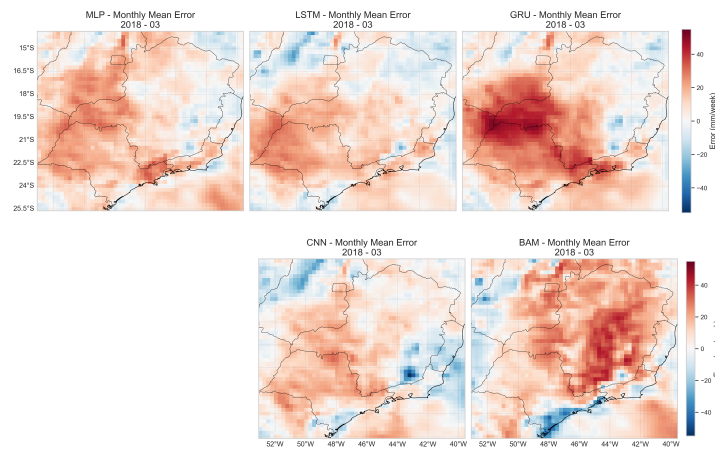 MLP - Monthly Mean Error
2018 - 03
LSTM - Monthly Mean Error
2018 - 03
GRU - Monthly Mean Error
2018 - 03
15°S
16.5°S
18°S
19.5°S
21°S
22.5°S
24°S
25.5°S
40
20
0
−20
−40
Error (mm/week)
CNN - Monthly Mean Error
2018 - 03
BAM - Monthly Mean Error
2018 - 03
52°W 50°W 48°W 46°W 44°W 42°W 40°W
52°W 50°W 48°W 46°W 44°W 42°W 40°W
40
20
0
−20
−40